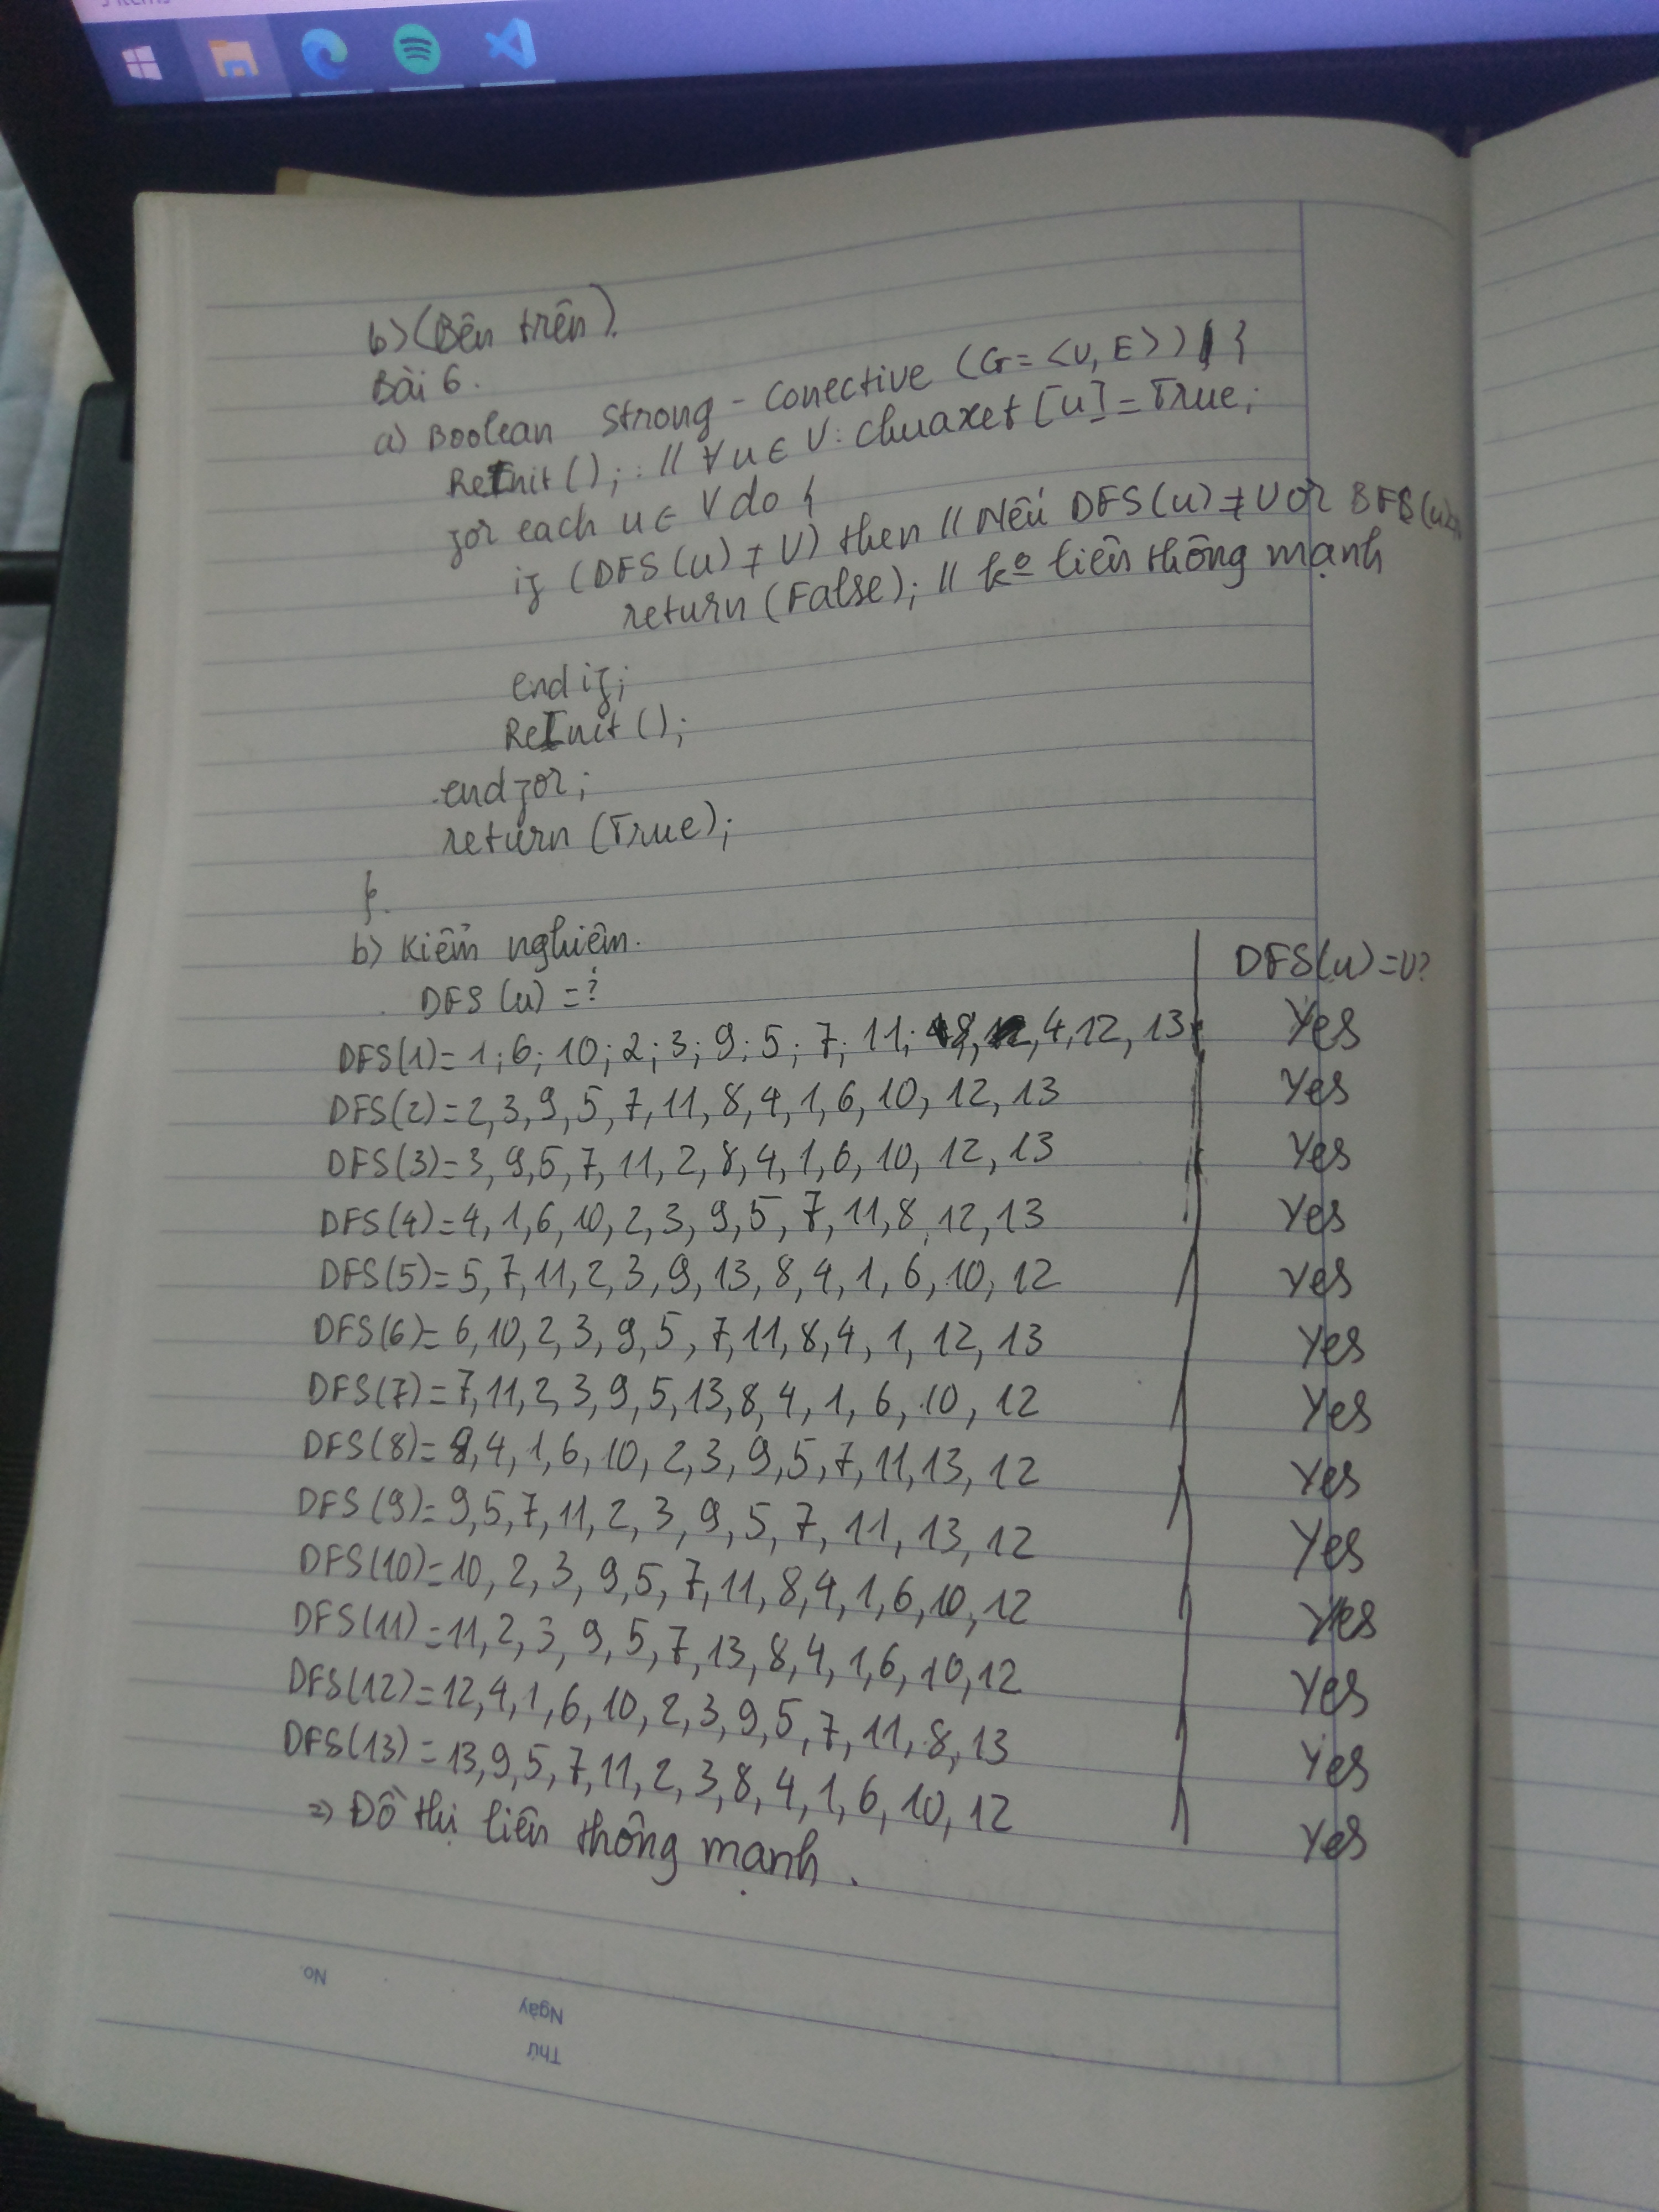 5 items
b) (Bên trên).
Bài 6.
a) Boolean Strong - Conective (G = <V, E>) {
ReInit(); // ∀u ∈ V: chuaxet [u] = True;
for each u ∈ V do {
if (DFS(u) ≠ V) then // Nếu DFS(u) ≠ V or BFS(u)
return (False); // kº liên thông mạnh
endif;
ReInit();
endfor;
return (True);
}.
b) Kiểm nghiệm.
DFS(u) = ?
DFS(u) = V?
DFS(1) = 1; 6; 10; 2; 3; 9; 5; 7; 11; 8, 4, 12, 13 Yes
DFS(2) = 2, 3, 9, 5, 7, 11, 8, 4, 1, 6, 10, 12, 13 Yes
DFS(3) = 3, 9, 5, 7, 11, 2, 8, 4, 1, 6, 10, 12, 13 Yes
DFS(4) = 4, 1, 6, 10, 2, 3, 9, 5, 7, 11, 8, 12, 13 Yes
DFS(5) = 5, 7, 11, 2, 3, 9, 13, 8, 4, 1, 6, 10, 12 Yes
DFS(6) = 6, 10, 2, 3, 9, 5, 7, 11, 8, 4, 1, 12, 13 Yes
DFS(7) = 7, 11, 2, 3, 9, 5, 13, 8, 4, 1, 6, 10, 12 Yes
DFS(8) = 8, 4, 1, 6, 10, 2, 3, 9, 5, 7, 11, 13, 12 Yes
DFS(9) = 9, 5, 7, 11, 2, 3, 9, 5, 7, 11, 13, 12 Yes
DFS(10) = 10, 2, 3, 9, 5, 7, 11, 8, 4, 1, 6, 10, 12 Yes
DFS(11) = 11, 2, 3, 9, 5, 7, 13, 8, 4, 1, 6, 10, 12 Yes
DFS(12) = 12, 4, 1, 6, 10, 2, 3, 9, 5, 7, 11, 8, 13 Yes
DFS(13) = 13, 9, 5, 7, 11, 2, 3, 8, 4, 1, 6, 10, 12 Yes
⇒ Đồ thị liên thông mạnh.
No.
Ngày
Thứ